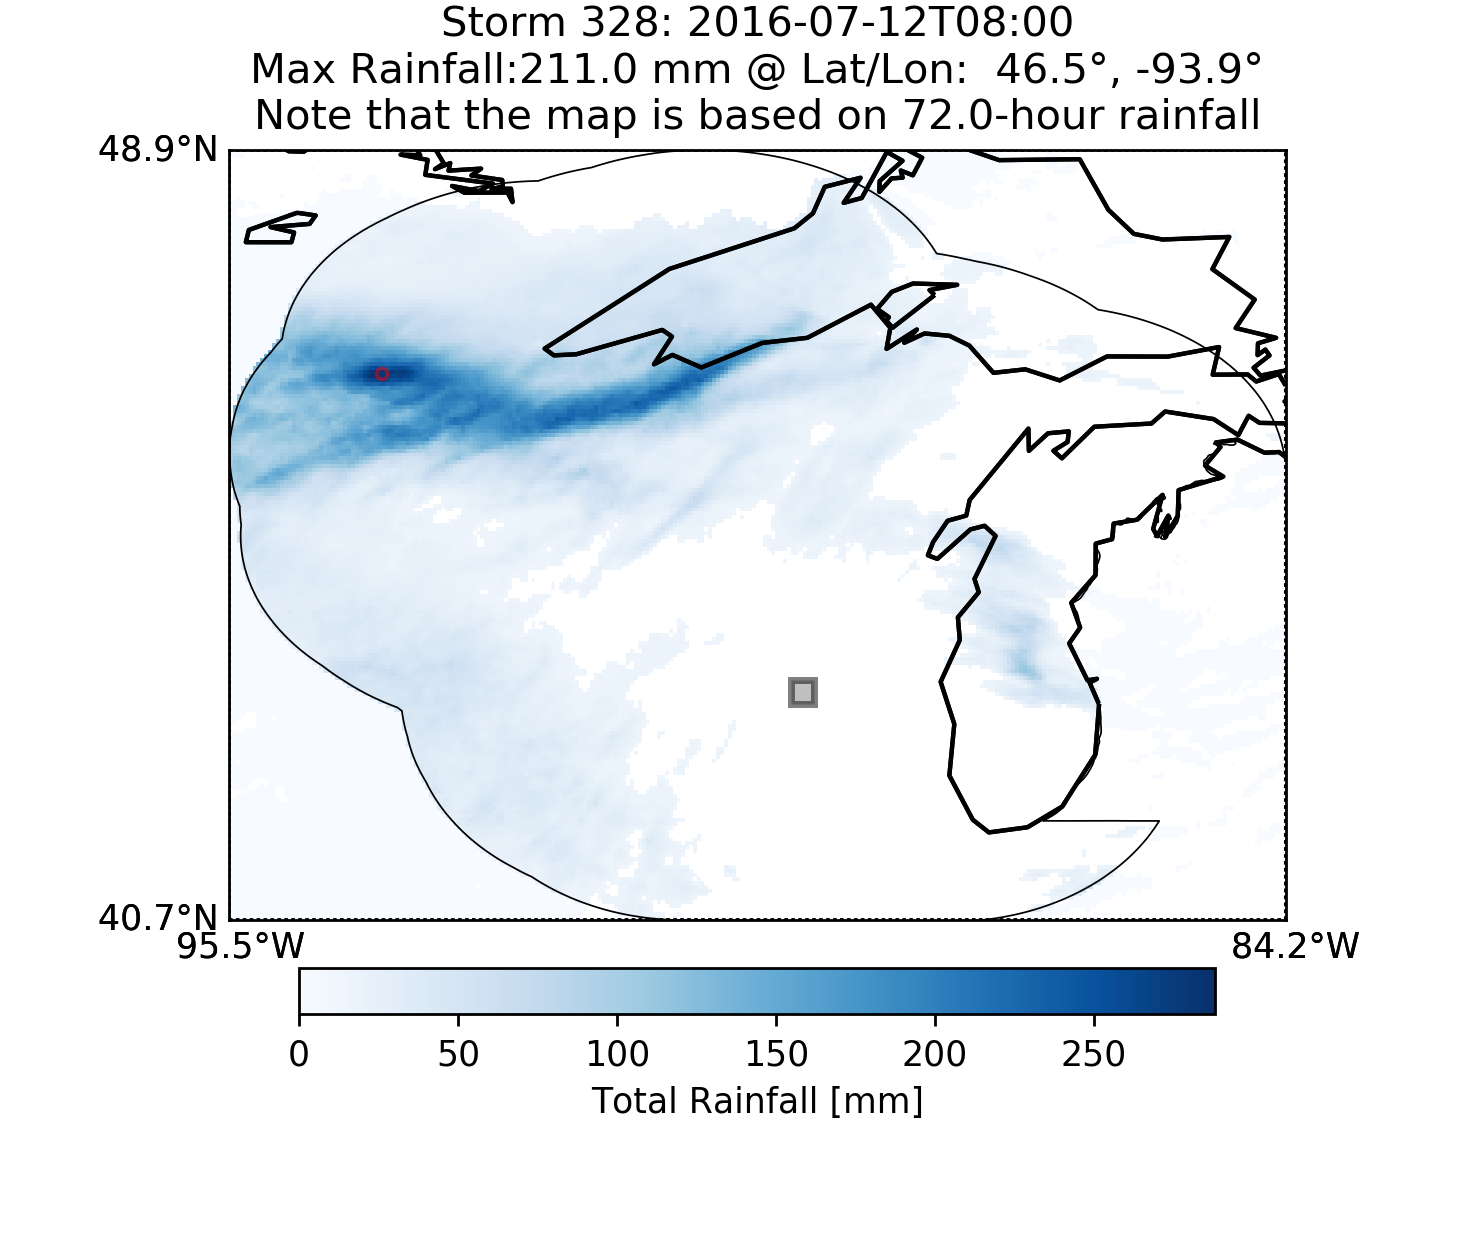 Storm 328: 2016-07-12T08:00
Max Rainfall:211.0 mm @ Lat/Lon:  46.5°, -93.9°
Note that the map is based on 72.0-hour rainfall
48.9°N
40.7°N
95.5°W 84.2°W
0 50 100 150 200 250
Total Rainfall [mm]